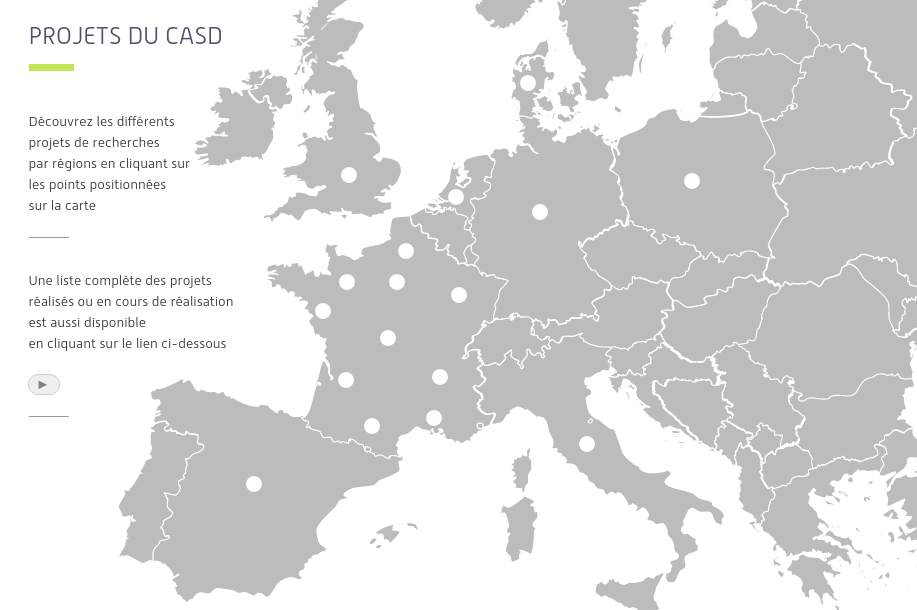 PROJETS DU CASD
Découvrez les différents
projets de recherches
par régions en cliquant sur
les points positionnées
sur la carte
Une liste complète des projets
réalisés ou en cours de réalisation
est aussi disponible
en cliquant sur le lien ci-dessous